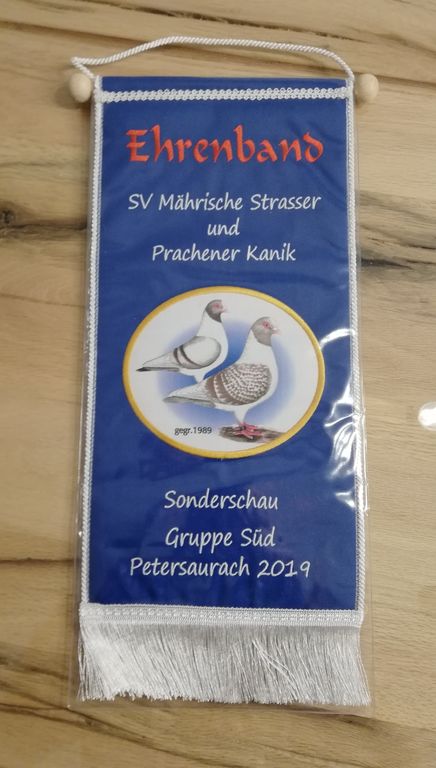 Ehrenband
SV Mährische Strasser
und
Prachener Kanik
gegr.1989
Sonderschau
Gruppe Süd
Petersaurach 2019